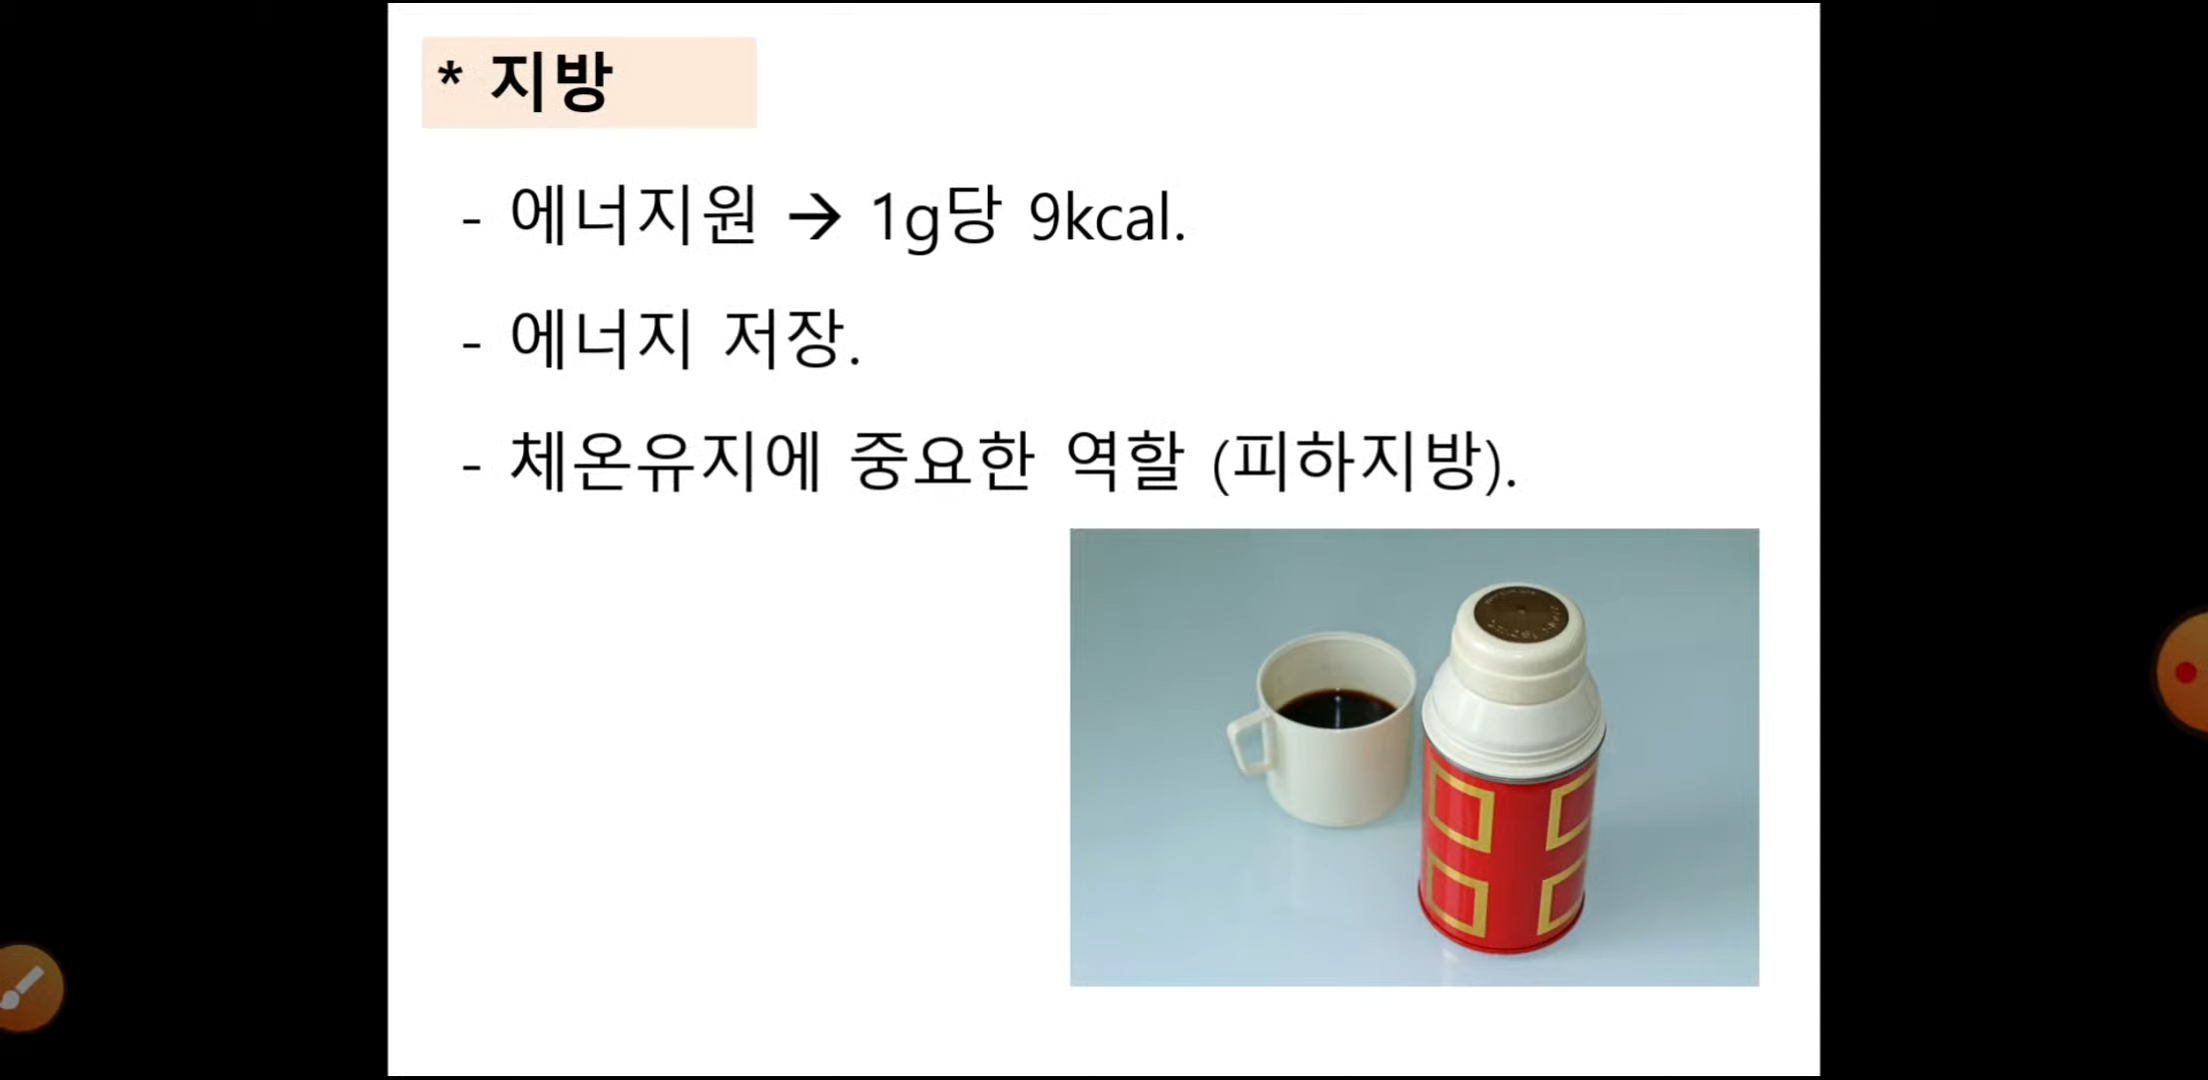 * 지방
- 에너지원 → 1g당 9kcal.
- 에너지 저장.
- 체온유지에 중요한 역할 (피하지방).